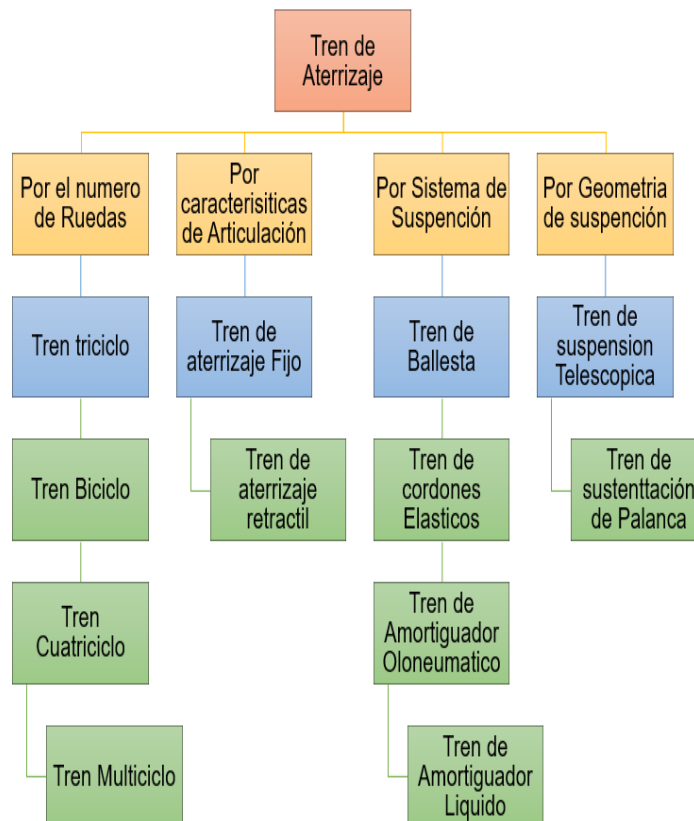 Tren de
Aterrizaje
Por el numero
de Ruedas
Por
caracterisiticas
de Articulación
Por Sistema de
Suspención
Por Geometria
de suspención
Tren triciclo
Tren de
aterrizaje Fijo
Tren de
Ballesta
Tren de
suspension
Telescopica
Tren Biciclo
Tren de
aterrizaje
retractil
Tren de
cordones
Elasticos
Tren de
sustenttación
de Palanca
Tren
Cuatriciclo
Tren de
Amortiguador
Oloneumatico
Tren Multiciclo
Tren de
Amortiguador
Liquido